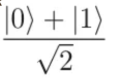 |0⟩ + |1⟩
√2